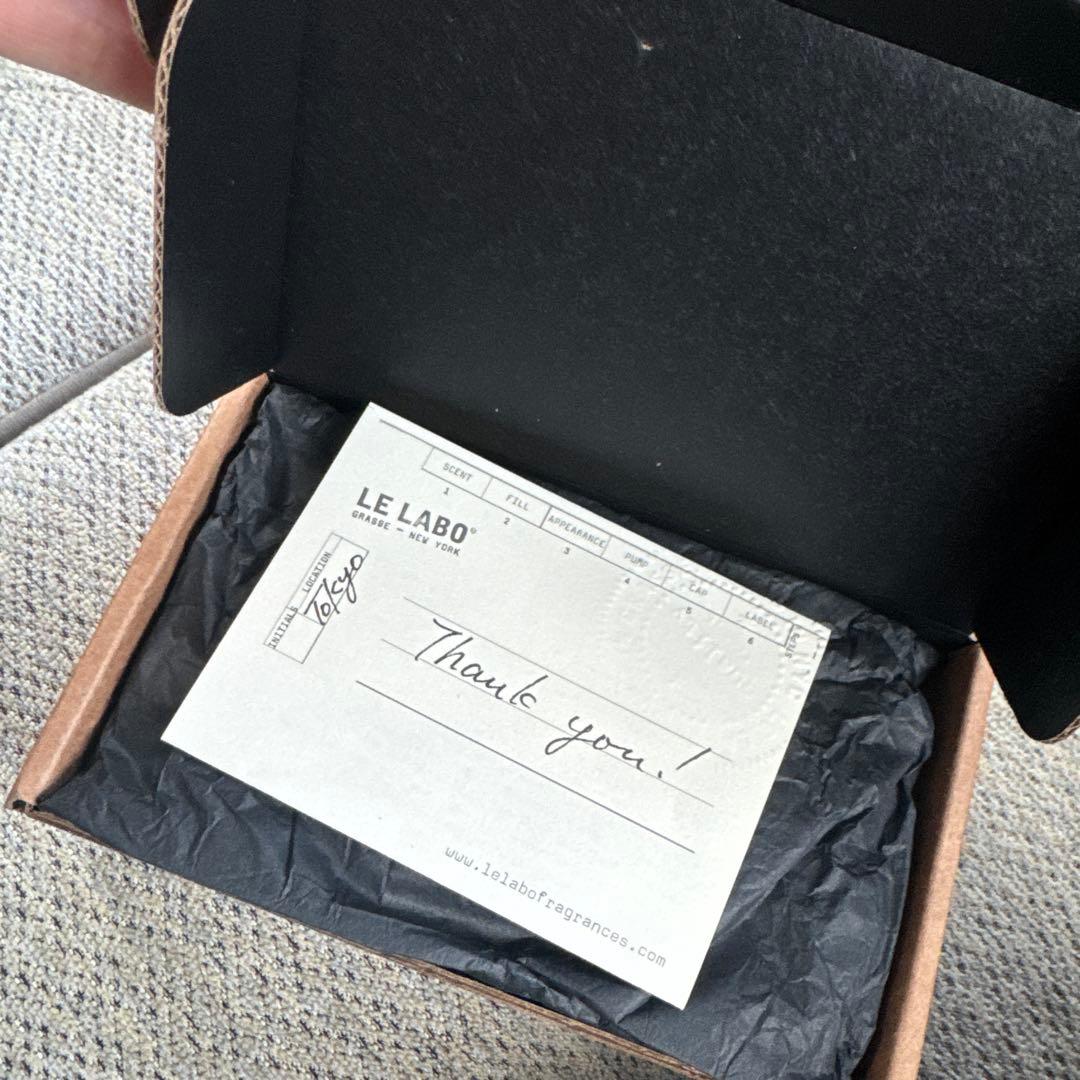 SCENT FILL APPEARANCE PUMP CAP LABEL STEPS
1 2 3 4 5 6
LE LABO®
GRASSE — NEW YORK
INITIALS LOCATION
Tokyo
Thank you!
www.lelabofragrances.com